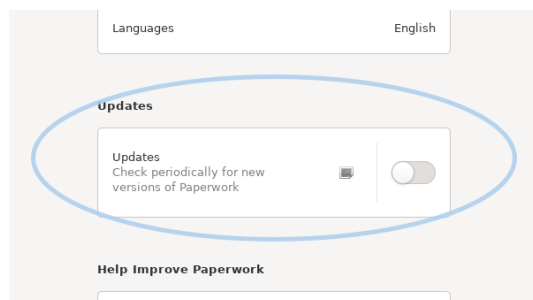 Languages English
Updates
Updates
Check periodically for new
versions of Paperwork
Help Improve Paperwork